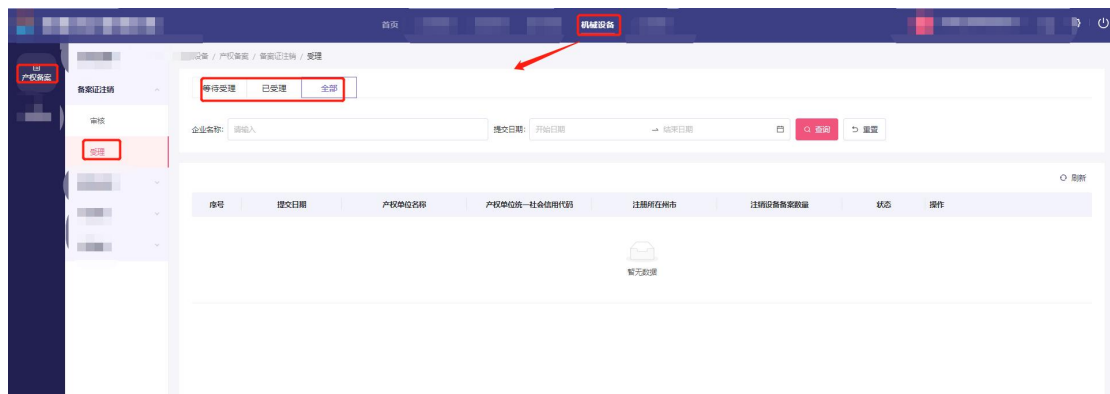 首页
机械设备
产权备案
设备 / 产权备案 / 备案证注销 / 受理
备案证注销
审核
受理
等待受理 已受理 全部
企业名称: 请输入 提交日期: 开始日期 → 结束日期 查询 重置
刷新
序号 提交日期 产权单位名称 产权单位统一社会信用代码 注册所在州市 注销设备备案数量 状态 操作
暂无数据